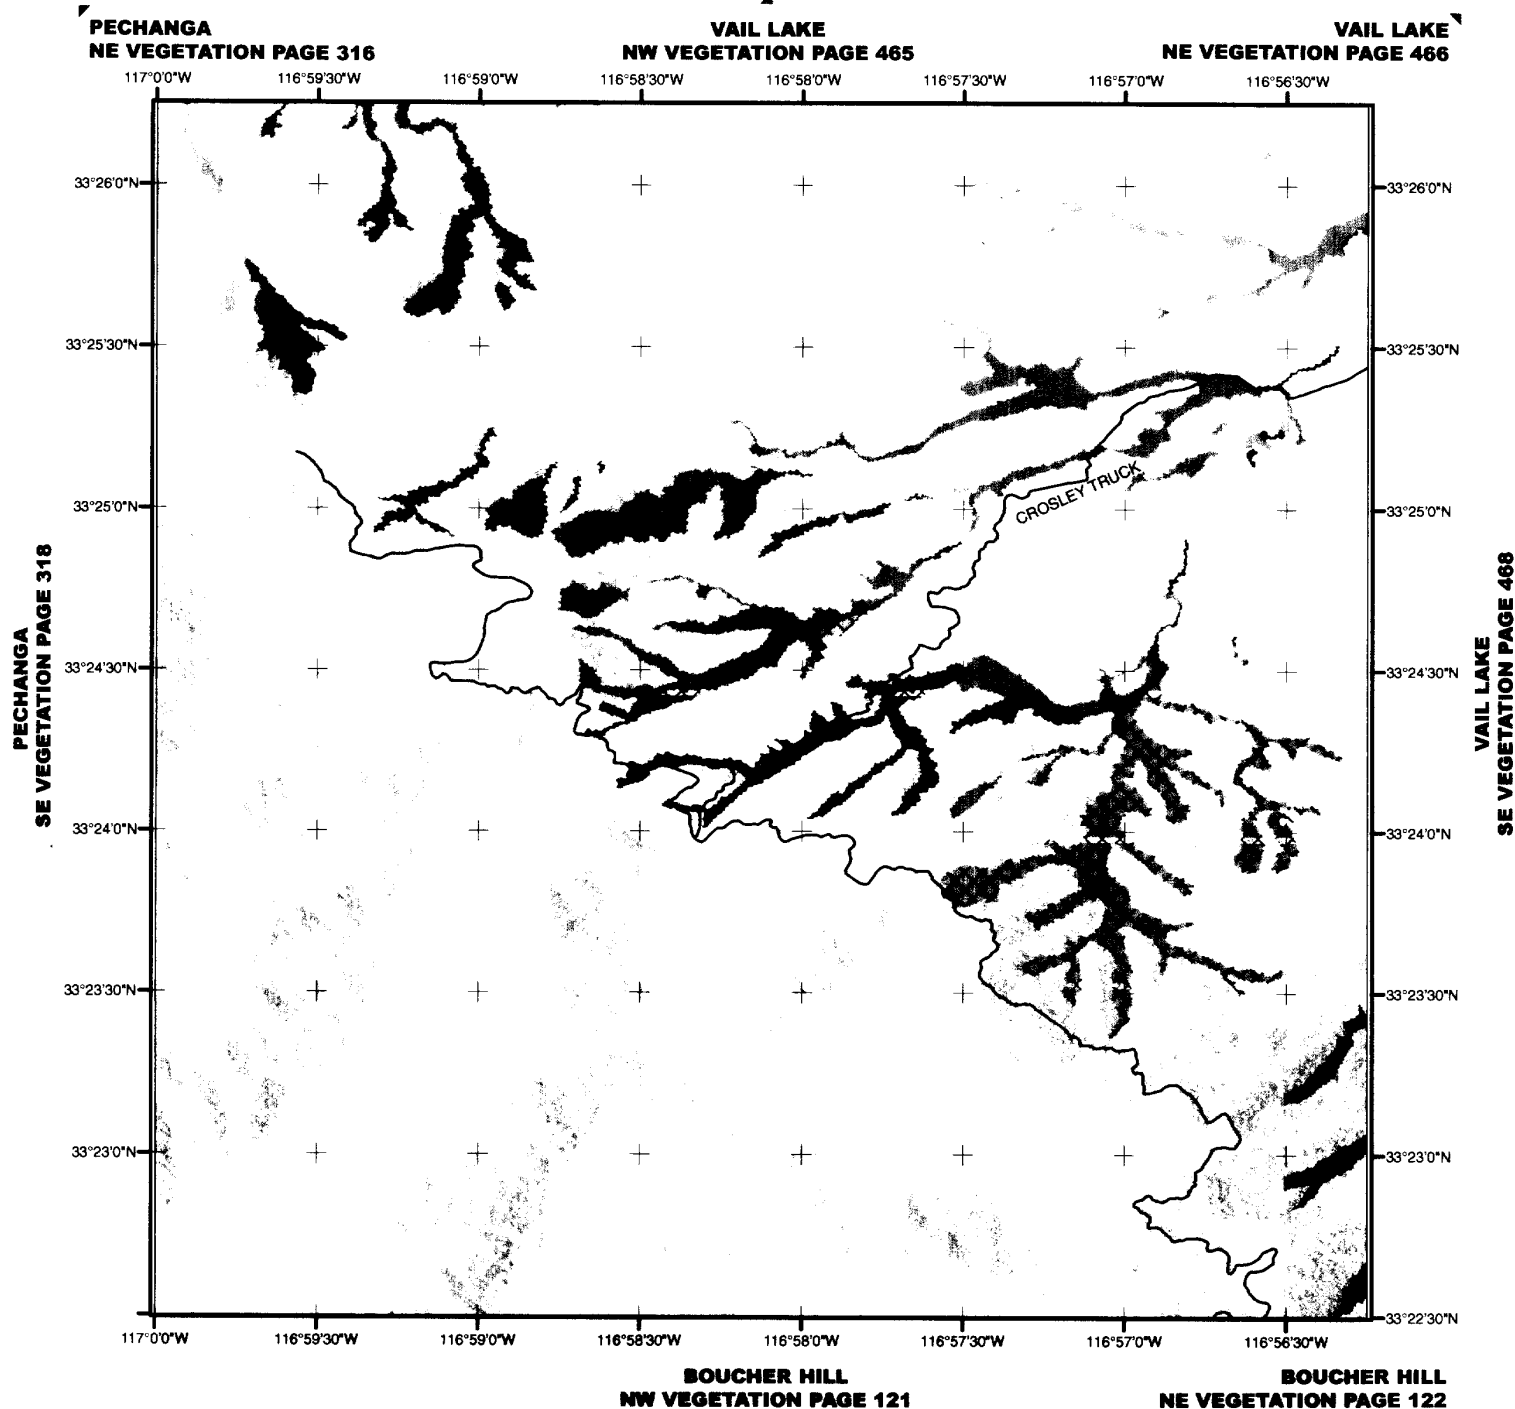 PECHANGA
NE VEGETATION PAGE 316
VAIL LAKE
NW VEGETATION PAGE 465
VAIL LAKE
NE VEGETATION PAGE 466
117°0'0"W 116°59'30"W 116°59'0"W 116°58'30"W 116°58'0"W 116°57'30"W 116°57'0"W 116°56'30"W
33°26'0"N 33°26'0"N
33°25'30"N 33°25'30"N
33°25'0"N 33°25'0"N
CROSLEY TRUCK
PECHANGA
SE VEGETATION PAGE 318
VAIL LAKE
SE VEGETATION PAGE 468
33°24'30"N 33°24'30"N
33°24'0"N 33°24'0"N
33°23'30"N 33°23'30"N
33°23'0"N 33°23'0"N
33°22'30"N
117°0'0"W 116°59'30"W 116°59'0"W 116°58'30"W 116°58'0"W 116°57'30"W 116°57'0"W 116°56'30"W
BOUCHER HILL
NW VEGETATION PAGE 121
BOUCHER HILL
NE VEGETATION PAGE 122